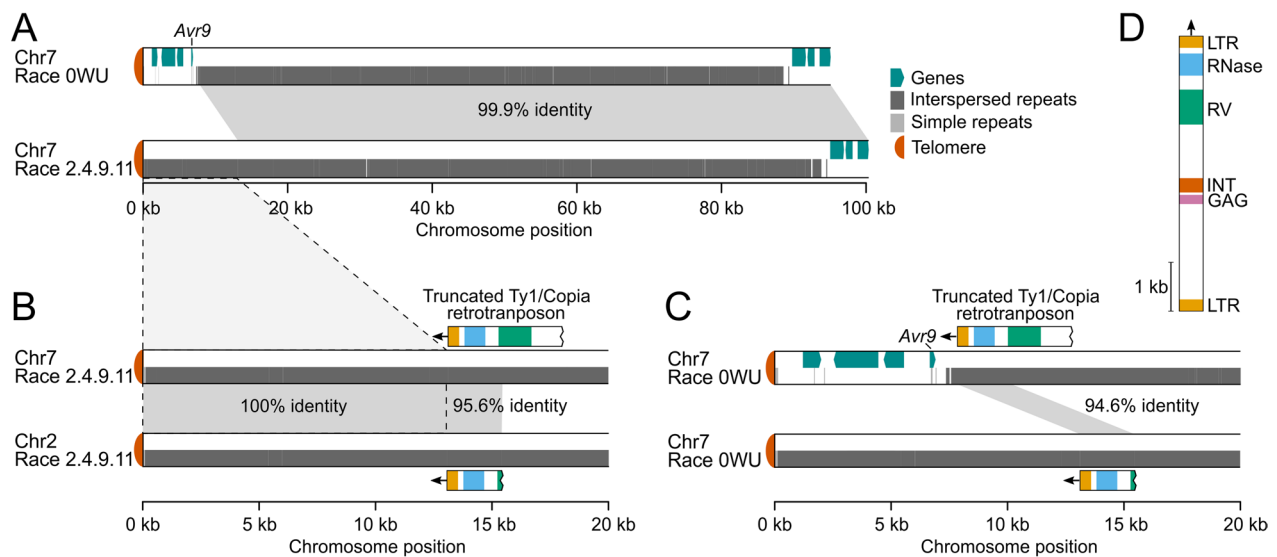 A
Avr9
Chr7
Race 0WU
99.9% identity
Chr7
Race 2.4.9.11
0 kb
20 kb
40 kb
60 kb
80 kb
100 kb
Chromosome position
Genes
Interspersed repeats
Simple repeats
Telomere
B
Truncated Ty1/Copia
retrotranposon
Chr7
Race 2.4.9.11
100% identity
95.6% identity
Chr2
Race 2.4.9.11
0 kb
5 kb
10 kb
15 kb
20 kb
Chromosome position
C
Truncated Ty1/Copia
retrotranposon
Avr9
Chr7
Race 0WU
94.6% identity
Chr7
Race 0WU
0 kb
5 kb
10 kb
15 kb
20 kb
Chromosome position
D
LTR
RNase
RV
INT
GAG
1 kb
LTR